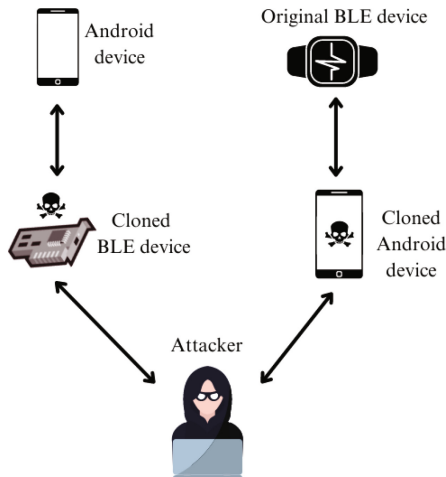 Android
device
Original BLE device
Cloned
BLE device
Cloned
Android
device
Attacker